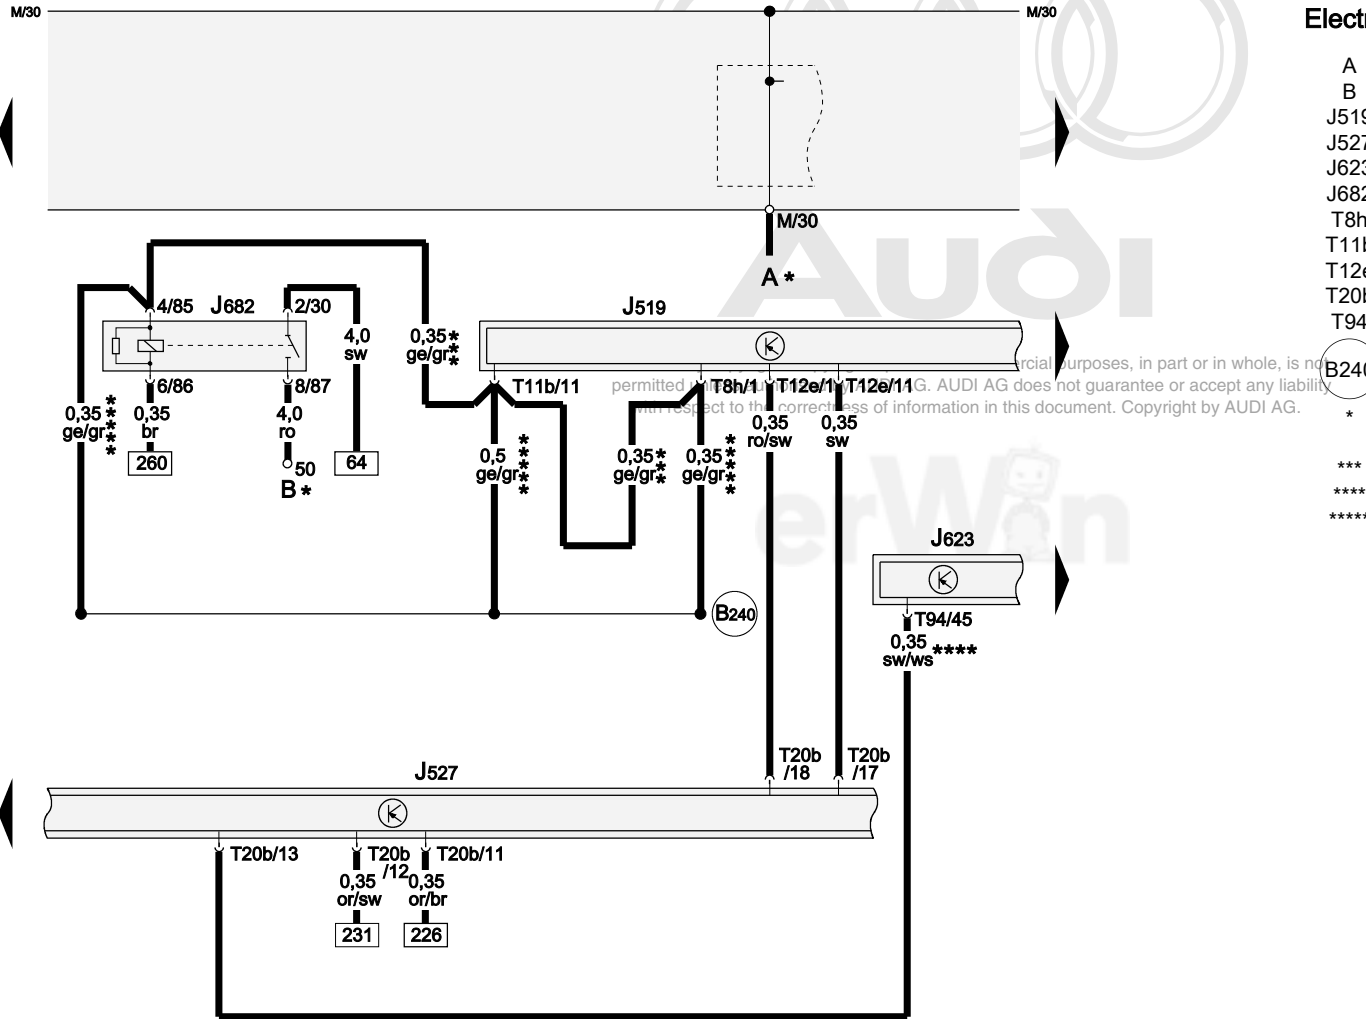 M/30
M/30
Electr
A
B
J519
J527
J623
J682
T8h
T11b
T12e
T20b
T94
B240
*
***
****
*****
M/30
A *
Audi
4/85
J682
2/30
J519
4,0
sw
0,35
ge/gr
***
6/86
8/87
T11b/11
T8h/1
T12e/1
T12e/11
ercial purposes, in part or in whole, is not
permitted AG. AUDI AG does not guarantee or accept any liability
with respect to the correctness of information in this document. Copyright by AUDI AG.
0,35
ge/gr
*****
0,35
br
4,0
ro
0,35
ro/sw
0,35
sw
260
50
B *
64
0,5
ge/gr
*****
0,35
ge/gr
***
0,35
ge/gr
*****
erWin
J623
B240
T94/45
0,35
sw/ws
****
T20b
/18
T20b
/17
J527
T20b/13
T20b
/12
T20b/11
0,35
or/sw
0,35
or/br
231
226